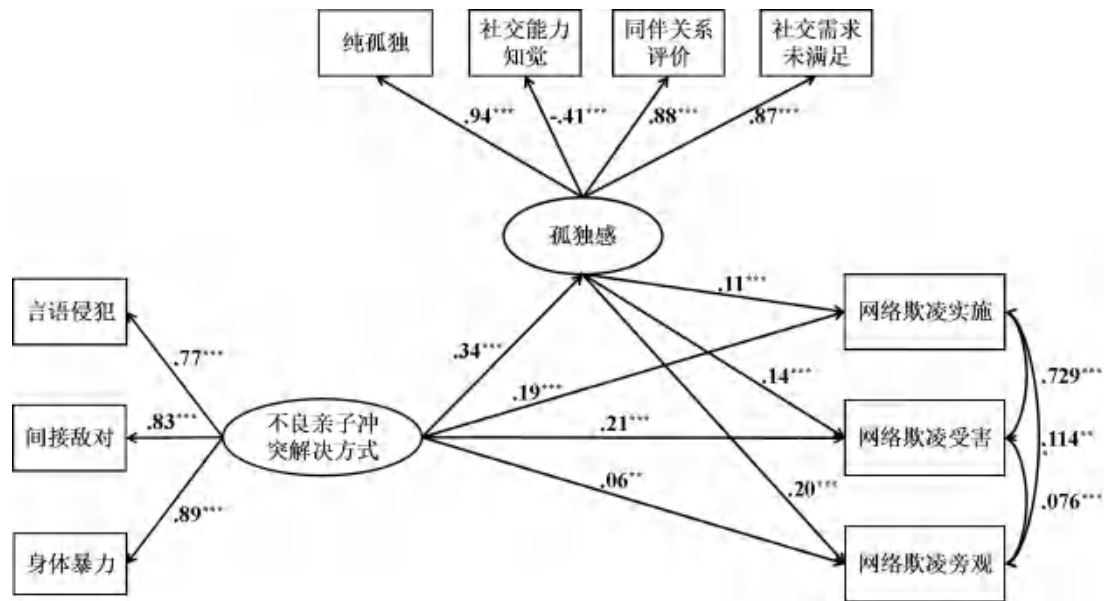 纯孤独
社交能力
知觉
同伴关系
评价
社交需求
未满足
.94***
-.41***
.88***
.87***
孤独感
言语侵犯
.11***
网络欺凌实施
.77***
.34***
.19***
.14***
.729***
间接敌对
.83***
不良亲子冲
突解决方式
.21***
网络欺凌受害
.114**
.06**
.20***
.076***
.89***
身体暴力
网络欺凌旁观